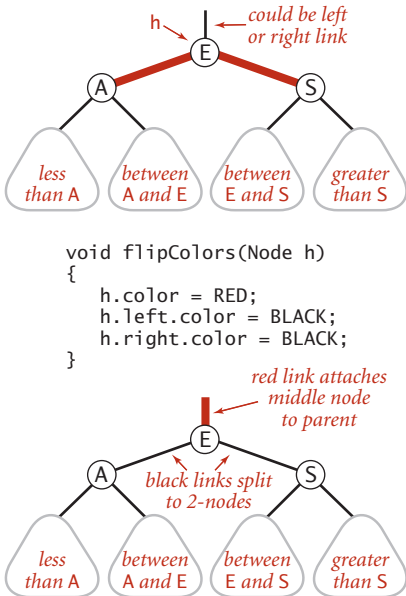 could be left
or right link
h
E
A
S
less
than A
between
A and E
between
E and S
greater
than S
void flipColors(Node h)
{
   h.color = RED;
   h.left.color = BLACK;
   h.right.color = BLACK;
}
red link attaches
middle node
to parent
E
A
S
black links split
to 2-nodes
less
than A
between
A and E
between
E and S
greater
than S